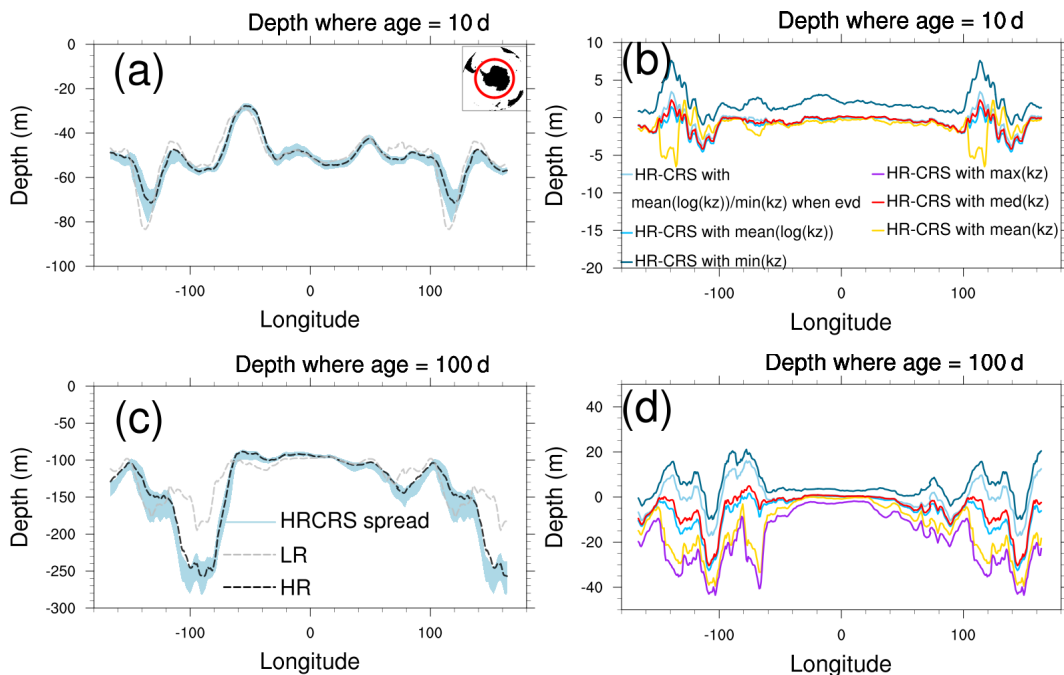 Depth where age = 10 d
(a)
Depth (m)
0
-20
-40
-60
-80
-100
-100
0
100
Longitude
Depth where age = 10 d
(b)
Depth (m)
10
5
0
-5
-10
-15
-20
HR-CRS with
mean(log(kz))/min(kz) when evd
HR-CRS with mean(log(kz))
HR-CRS with min(kz)
HR-CRS with max(kz)
HR-CRS with med(kz)
HR-CRS with mean(kz)
-100
0
100
Longitude
Depth where age = 100 d
(c)
Depth (m)
0
-50
-100
-150
-200
-250
-300
HRCRS spread
LR
HR
-100
0
100
Longitude
Depth where age = 100 d
(d)
Depth (m)
40
20
0
-20
-40
-100
0
100
Longitude